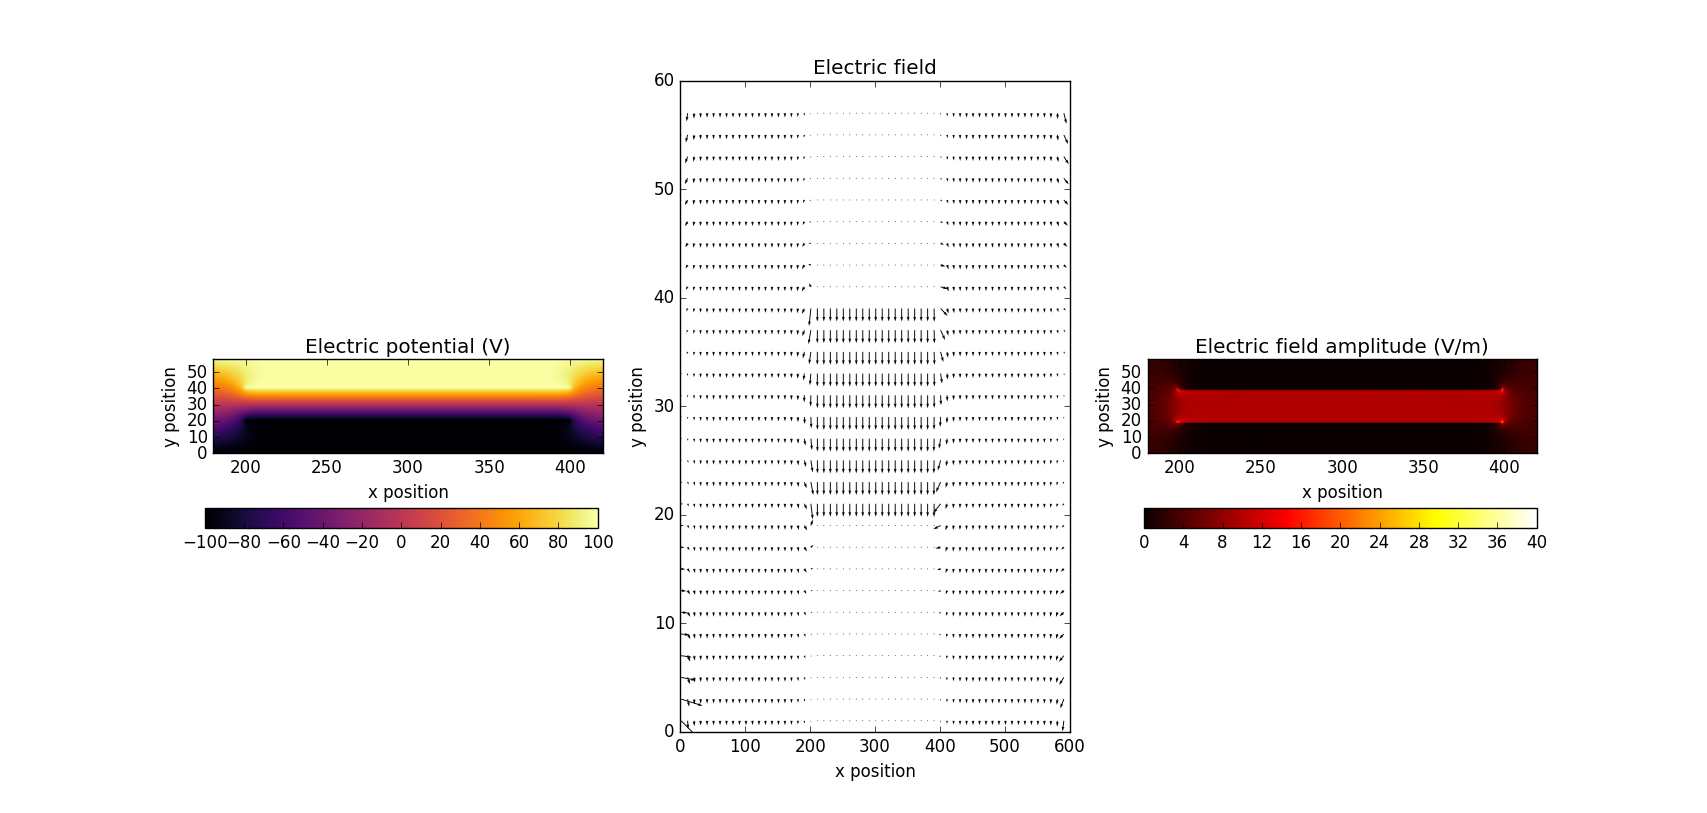 Electric potential (V)
50
40
30
20
10
0
y position
200 250 300 350 400
x position
−100 −80 −60 −40 −20 0 20 40 60 80 100
Electric field
60
50
40
30
20
10
0
y position
0 100 200 300 400 500 600
x position
Electric field amplitude (V/m)
50
40
30
20
10
0
y position
200 250 300 350 400
x position
0 4 8 12 16 20 24 28 32 36 40